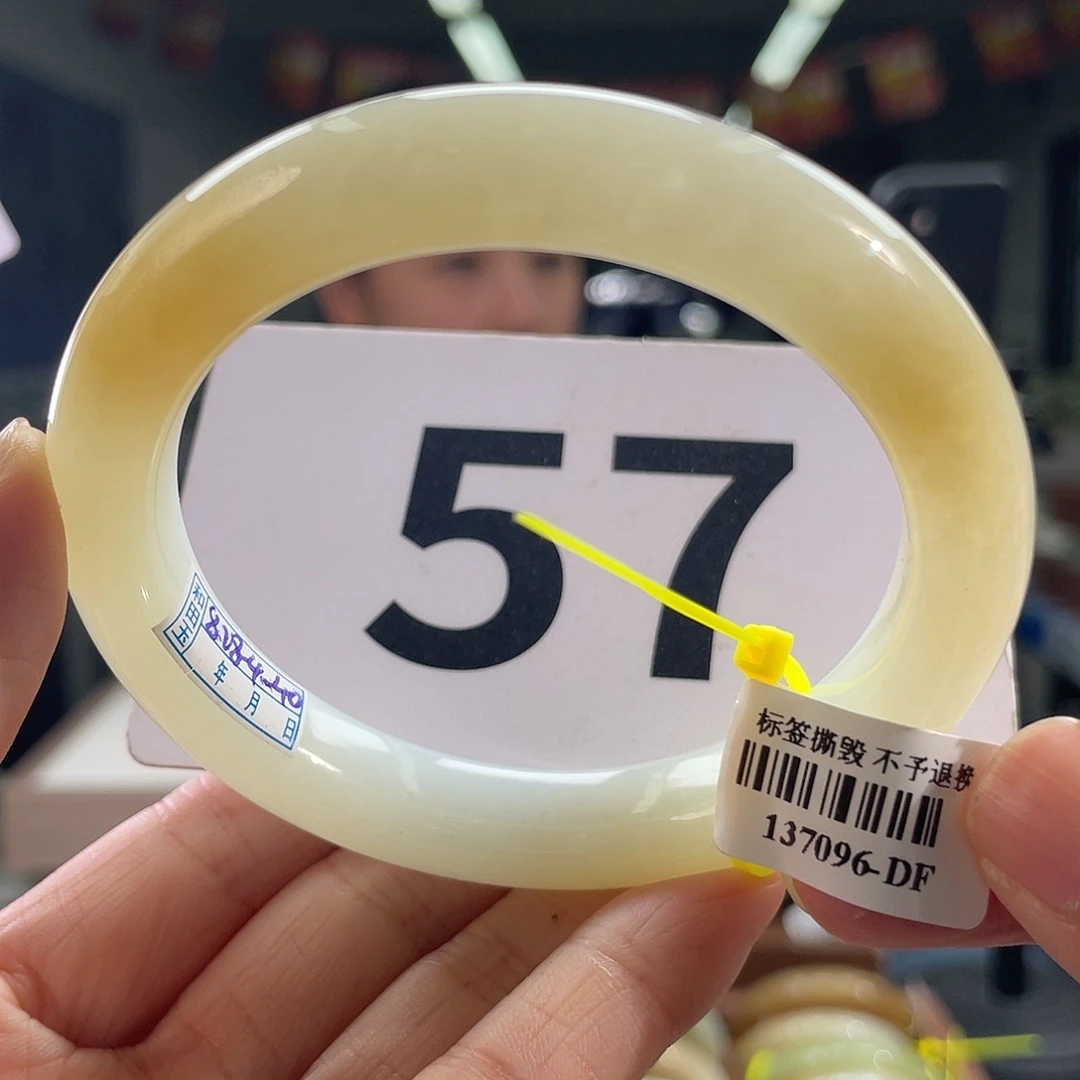 57
和田玉
年 月 日
标签撕毁 不予退换
137096-DF